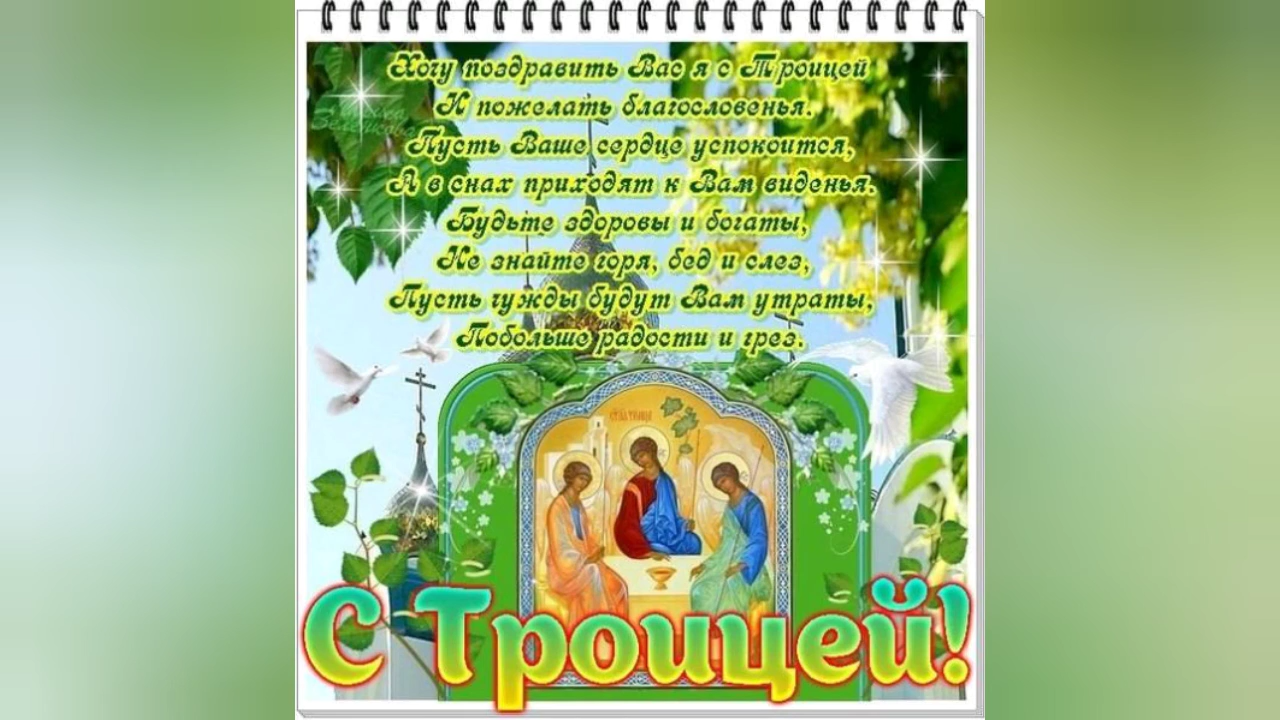 Хочу поздравить Вас я с Троицей
И пожелать благословенья.
Пусть Ваше сердце успокоится,
А в снах приходят к Вам виденья.
Будьте здоровы и богаты,
Не знайте горя, бед и слез,
Пусть чужды будут Вам утраты,
Побольше радости и грез.
С Троицей!